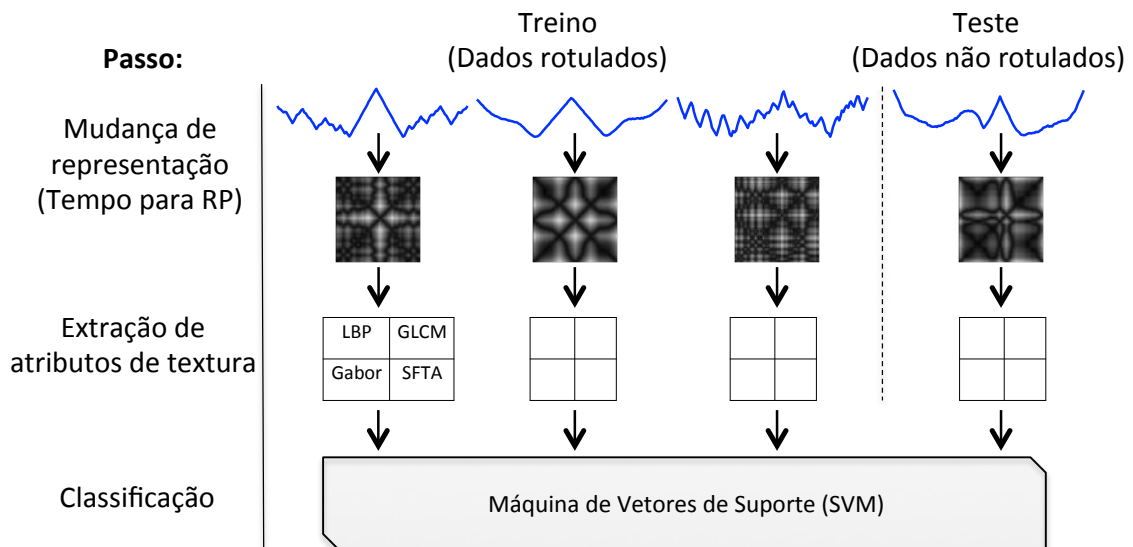 Passo:
Treino
(Dados rotulados)
Teste
(Dados não rotulados)
Mudança de
representação
(Tempo para RP)
Extração de
atributos de textura
LBP GLCM
Gabor SFTA
Classificação
Máquina de Vetores de Suporte (SVM)